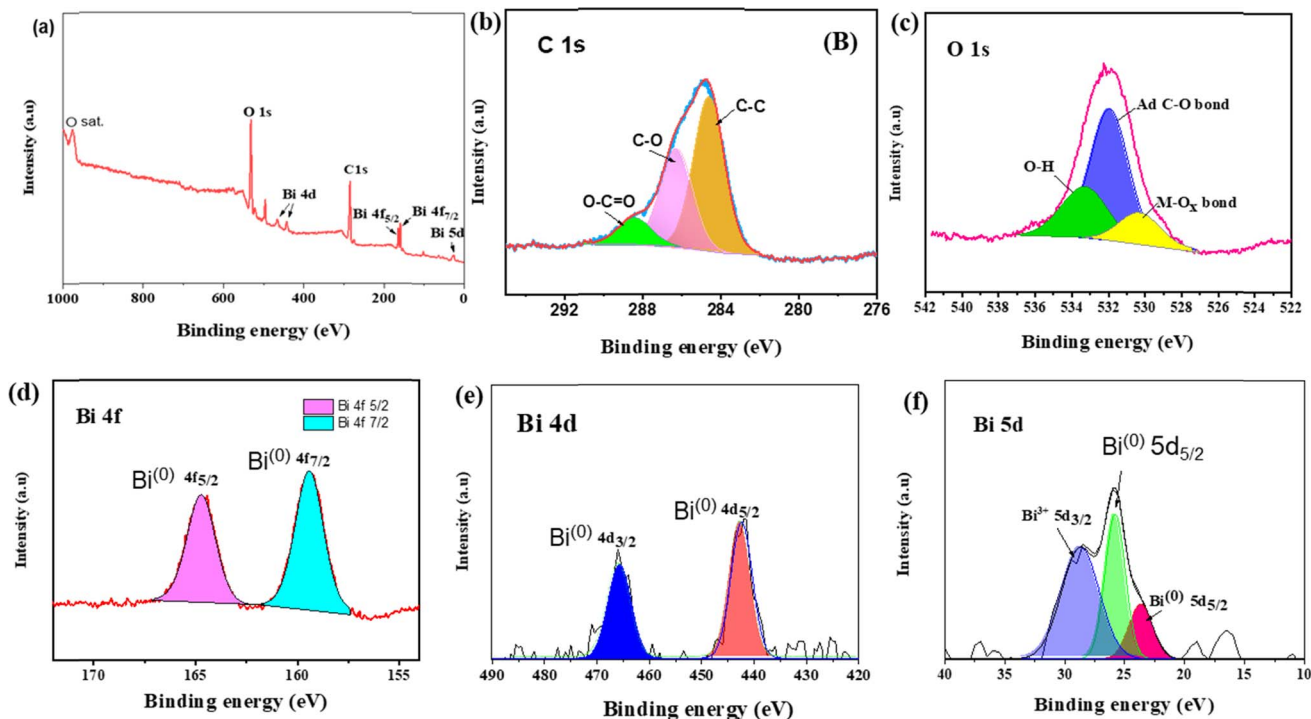 (a)
O sat.
O 1s
Bi 4d
C1s
Bi 4f5/2
Bi 4f7/2
Bi 5d
Intensity (a.u)
1000 800 600 400 200 0
Binding energy (eV)
(b)
C 1s
(B)
C-C
C-O
O-C=O
Intensity (a.u)
292 288 284 280 276
Binding energy (eV)
(c)
O 1s
Ad C-O bond
O-H
M-Ox bond
Intensity (a.u)
542 540 538 536 534 532 530 528 526 524 522
Binding energy (eV)
(d)
Bi 4f
Bi 4f 5/2
Bi 4f 7/2
Bi(0) 4f5/2
Bi(0) 4f7/2
Intensity (a.u)
170 165 160 155
Binding energy (eV)
(e)
Bi 4d
Bi(0) 4d3/2
Bi(0) 4d5/2
Intensity (a.u)
490 480 470 460 450 440 430 420
Binding energy (eV)
(f)
Bi 5d
Bi(0) 5d5/2
Bi3+ 5d3/2
Bi(0) 5d5/2
Intensity (a.u)
40 35 30 25 20 15 10
Binding energy (eV)